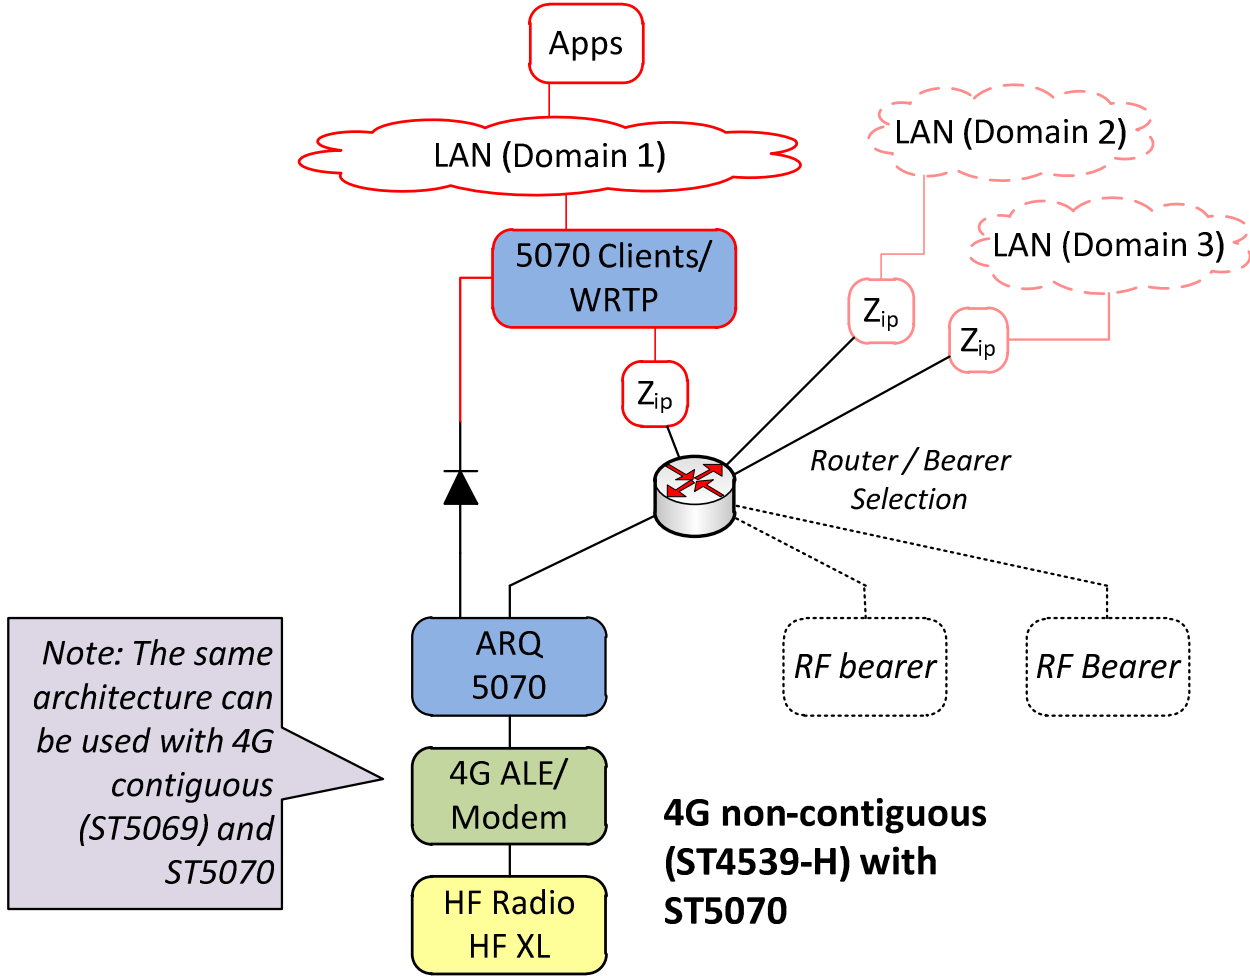 Apps
LAN (Domain 1)
LAN (Domain 2)
LAN (Domain 3)
5070 Clients/
WRTP
Zip
Zip
Zip
Router / Bearer
Selection
ARQ
5070
RF bearer
RF Bearer
Note: The same
architecture can
be used with 4G
contiguous
(ST5069) and
ST5070
4G ALE/
Modem
4G non-contiguous
(ST4539-H) with
ST5070
HF Radio
HF XL